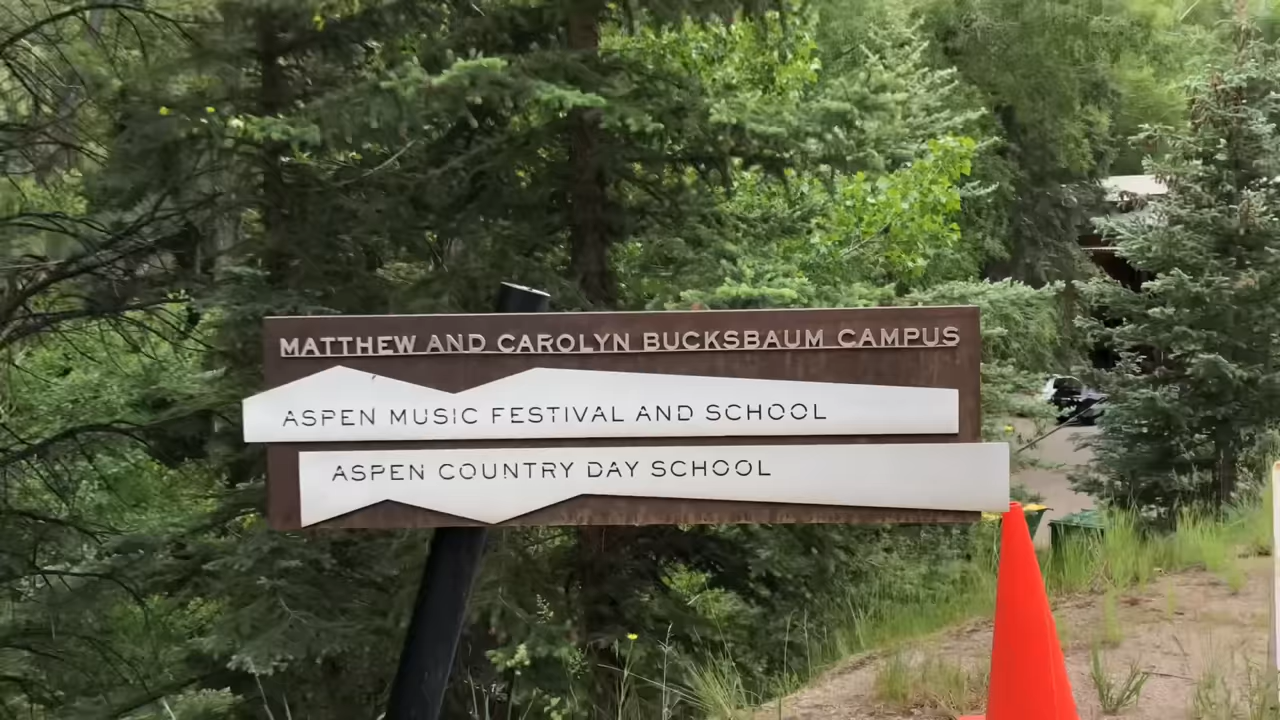 MATTHEW AND CAROLYN BUCKSBAUM CAMPUS
ASPEN MUSIC FESTIVAL AND SCHOOL
ASPEN COUNTRY DAY SCHOOL